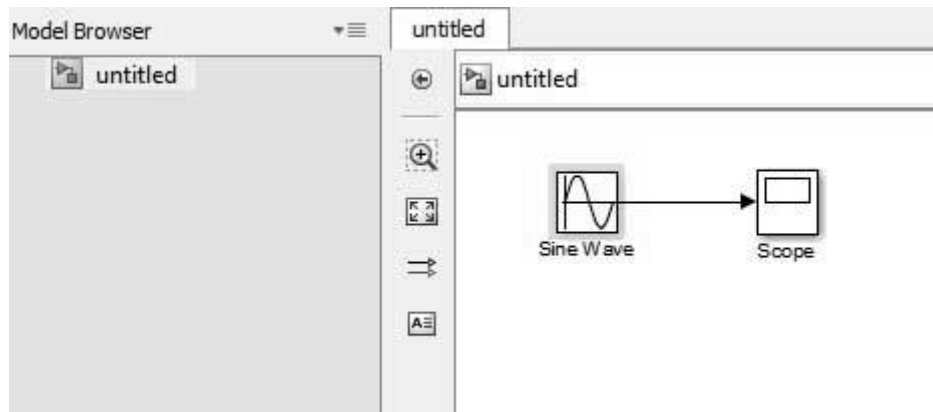 Model Browser
untitled
untitled
untitled
Sine Wave
Scope